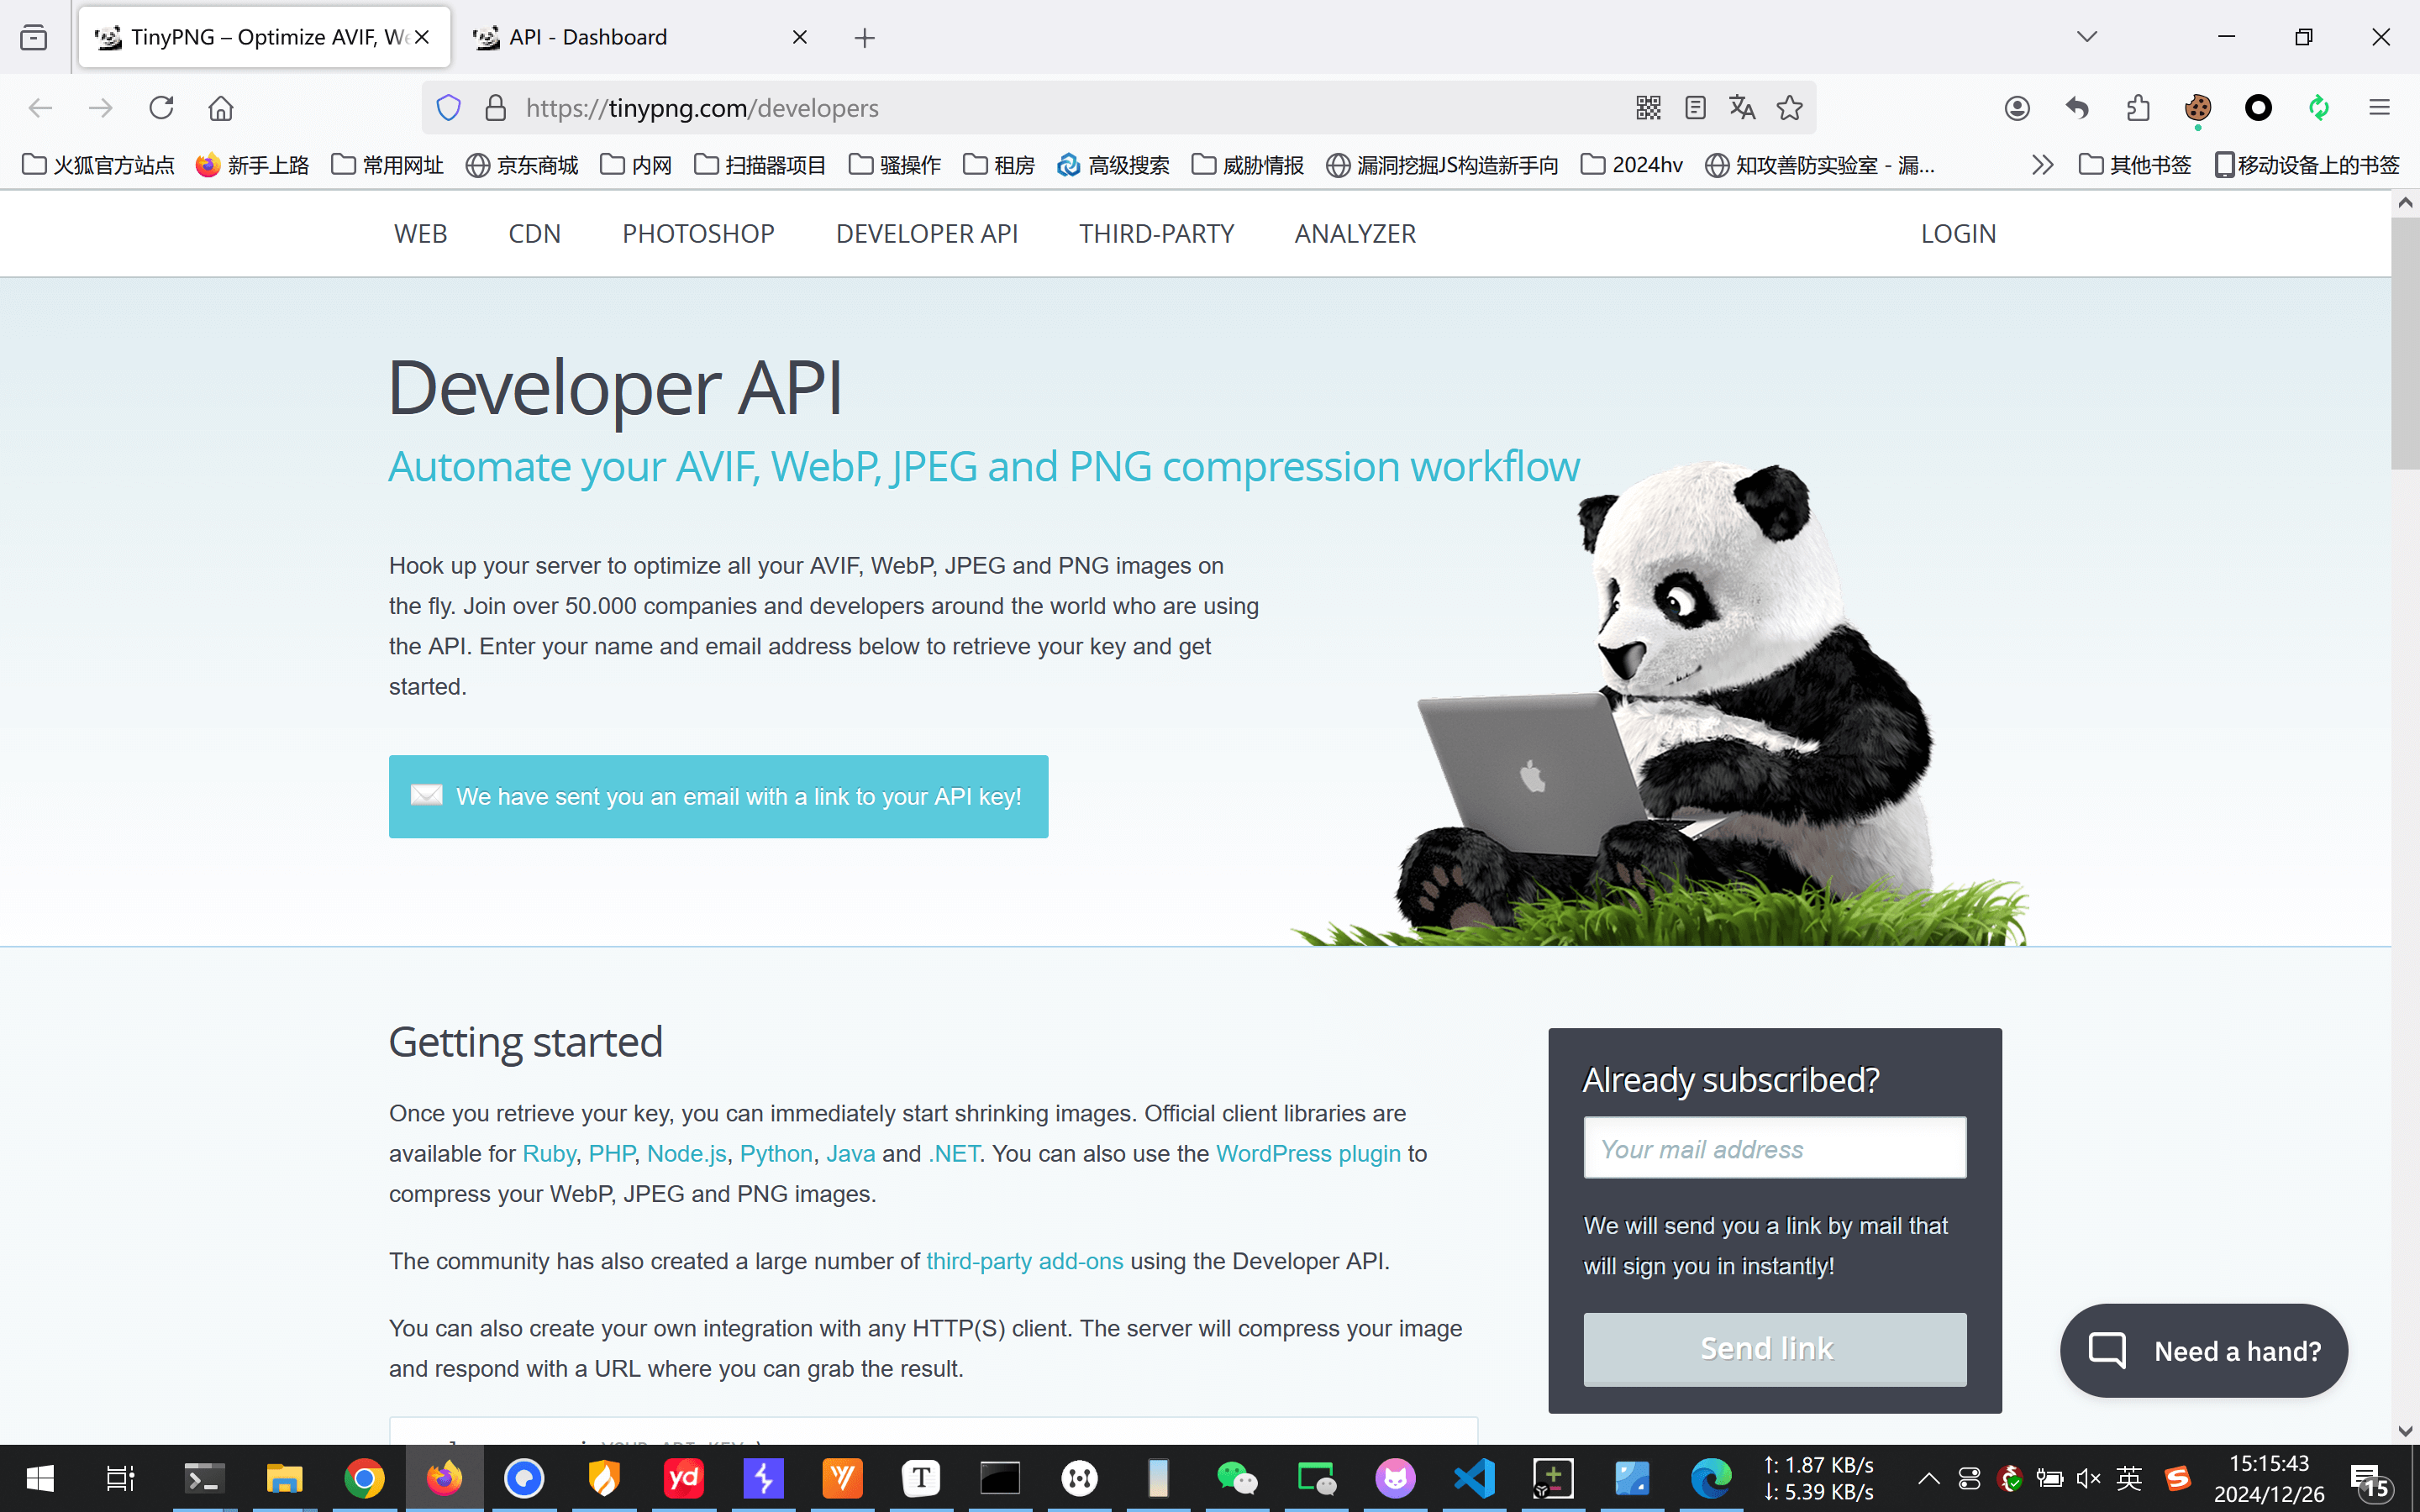 TinyPNG – Optimize AVIF, We
API - Dashboard
https://tinypng.com/developers
火狐官方站点
新手上路
常用网址
京东商城
内网
扫描器项目
骚操作
租房
高级搜索
威胁情报
漏洞挖掘JS构造新手向
2024hv
知攻善防实验室 - 漏...
其他书签
移动设备上的书签
WEB
CDN
PHOTOSHOP
DEVELOPER API
THIRD-PARTY
ANALYZER
LOGIN
Developer API
Automate your AVIF, WebP, JPEG and PNG compression workflow
Hook up your server to optimize all your AVIF, WebP, JPEG and PNG images on
the fly. Join over 50.000 companies and developers around the world who are using
the API. Enter your name and email address below to retrieve your key and get
started.
We have sent you an email with a link to your API key!
Getting started
Once you retrieve your key, you can immediately start shrinking images. Official client libraries are
available for Ruby, PHP, Node.js, Python, Java and .NET. You can also use the WordPress plugin to
compress your WebP, JPEG and PNG images.
The community has also created a large number of third-party add-ons using the Developer API.
You can also create your own integration with any HTTP(S) client. The server will compress your image
and respond with a URL where you can grab the result.
Already subscribed?
Your mail address
We will send you a link by mail that
will sign you in instantly!
Send link
Need a hand?
yd
T
↑: 1.87 KB/s
↓: 5.39 KB/s
英
15:15:43
2024/12/26
15